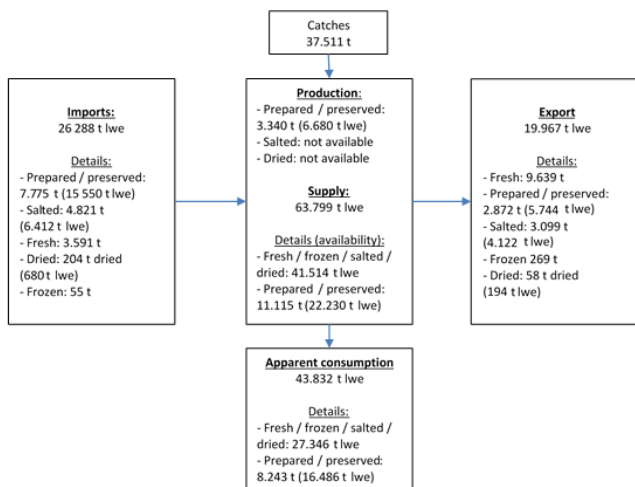 Catches
37.511 t
Imports:
26 288 t lwe
Details:
- Prepared / preserved:
7.775 t (15 550 t lwe)
- Salted: 4.821 t
(6.412 t lwe)
- Fresh: 3.591 t
- Dried: 204 t dried
(680 t lwe)
- Frozen: 55 t
Production:
- Prepared / preserved:
3.340 t (6.680 t lwe)
- Salted: not available
- Dried: not available
Supply:
63.799 t lwe
Details (availability):
- Fresh / frozen / salted /
dried: 41.514 t lwe
- Prepared / preserved:
11.115 t (22.230 t lwe)
Export
19.967 t lwe
Details:
- Fresh: 9.639 t
- Prepared / preserved:
2.872 t (5.744 t lwe)
- Salted: 3.099 t
(4.122 t lwe)
- Frozen 269 t
- Dried: 58 t dried
(194 t lwe)
Apparent consumption
43.832 t lwe
Details:
- Fresh / frozen / salted /
dried: 27.346 t lwe
- Prepared / preserved:
8.243 t (16.486 t lwe)